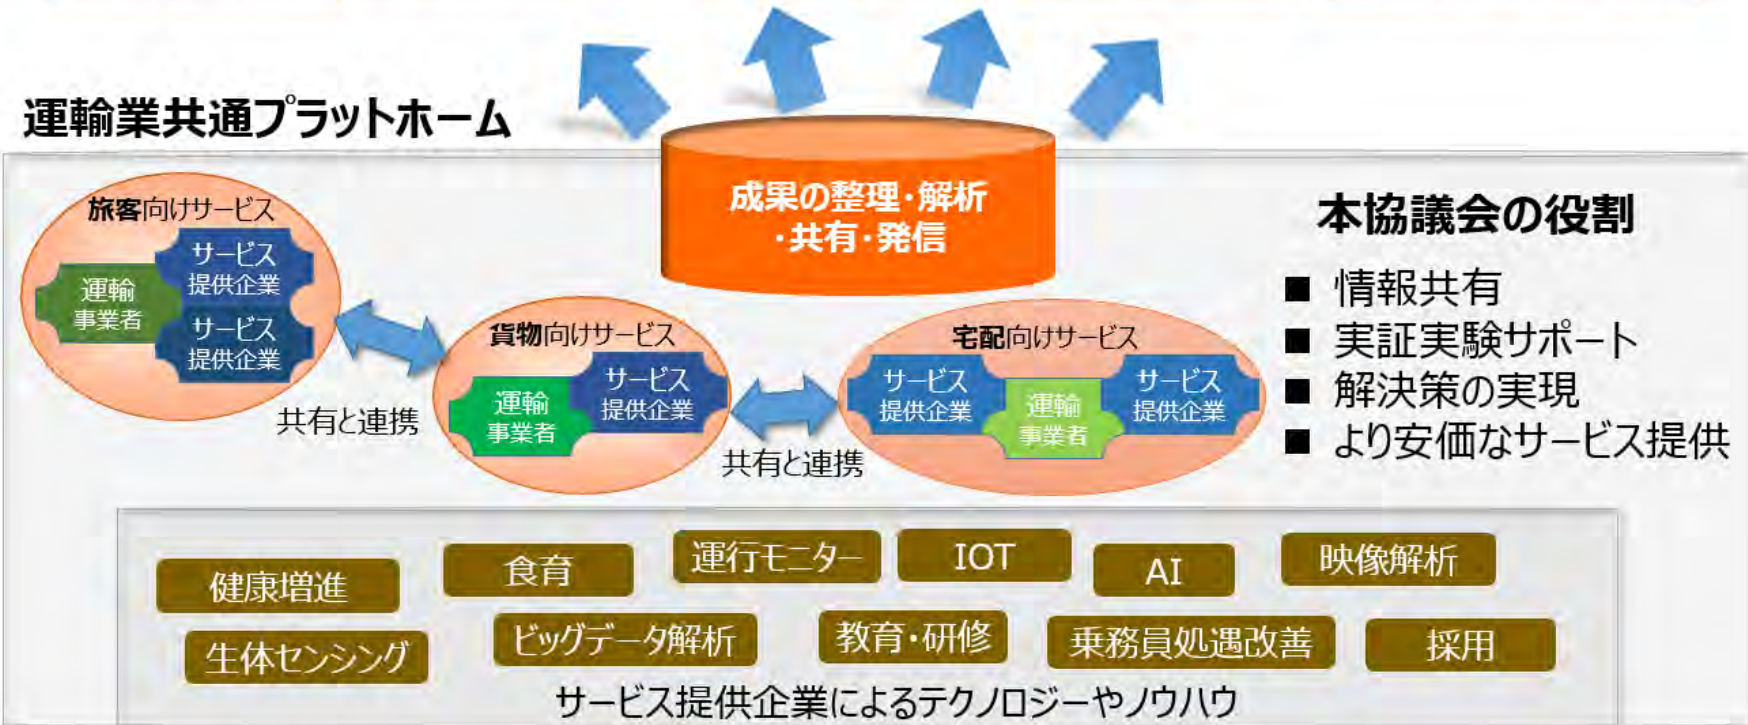 運輸業共通プラットホーム
成果の整理・解析
・共有・発信
旅客向けサービス
サービス
提供企業
運輸
事業者
サービス
提供企業
共有と連携
貨物向けサービス
サービス
提供企業
運輸
事業者
共有と連携
宅配向けサービス
サービス
提供企業
運輸
事業者
サービス
提供企業
本協議会の役割
■ 情報共有
■ 実証実験サポート
■ 解決策の実現
■ より安価なサービス提供
健康増進
食育
運行モニター
IOT
AI
映像解析
生体センシング
ビッグデータ解析
教育・研修
乗務員処遇改善
採用
サービス提供企業によるテクノロジーやノウハウ